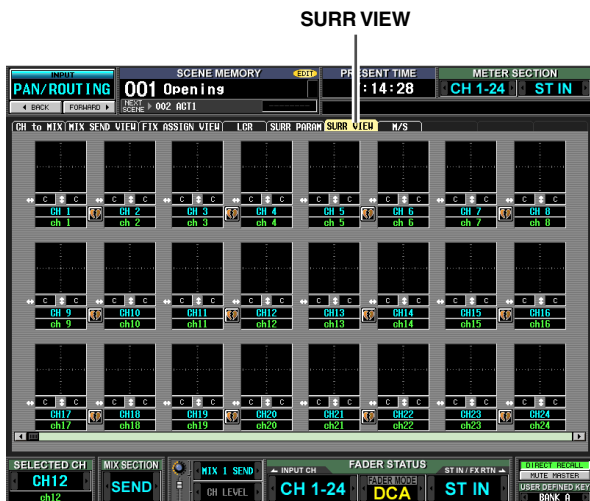 SURR VIEW
INPUT SCENE MEMORY EDIT PRESENT TIME METER SECTION
PAN/ROUTING 001 Opening :14:28 CH 1-24 ST IN
BACK FORWARD NEXT SCENE 002 ACT1
CH to MIX MIX SEND VIEW FIX ASSIGN VIEW LCR SURR PARAM SURR VIEW M/S
C C C C C C C C C C C C C C C C
CH 1 CH 2 CH 3 CH 4 CH 5 CH 6 CH 7 CH 8
ch 1 ch 2 ch 3 ch 4 ch 5 ch 6 ch 7 ch 8
C C C C C C C C C C C C C C C C
CH 9 CH10 CH11 CH12 CH13 CH14 CH15 CH16
ch 9 ch10 ch11 ch12 ch13 ch14 ch15 ch16
C C C C C C C C C C C C C C C C
CH17 CH18 CH19 CH20 CH21 CH22 CH23 CH24
ch17 ch18 ch19 ch20 ch21 ch22 ch23 ch24
SELECTED CH MIX SECTION MIX 1 SEND INPUT CH FADER STATUS ST IN / FX RTN DIRECT RECALL
MUTE MASTER
CH12 SEND CH LEVEL CH 1-24 FADER MODE DCA ST IN USER DEFINED KEY
ch12 BANK A